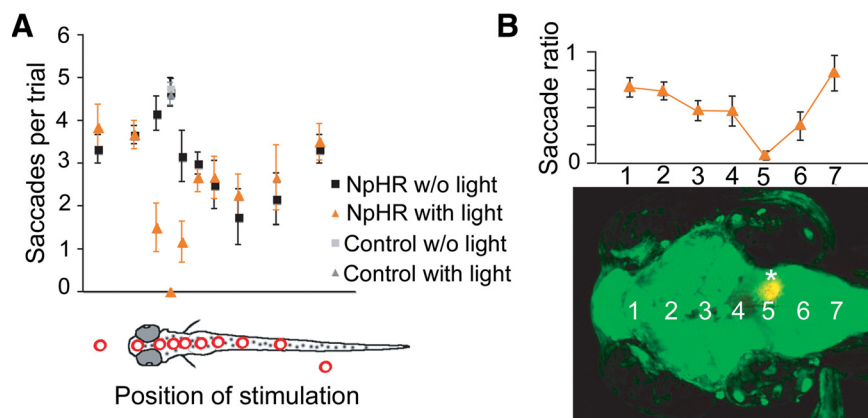 A
Saccades per trial
6
5
4
3
2
1
0
NpHR w/o light
NpHR with light
Control w/o light
Control with light
Position of stimulation
B
Saccade ratio
1
0
1 2 3 4 5 6 7
*
1 2 3 4 5 6 7